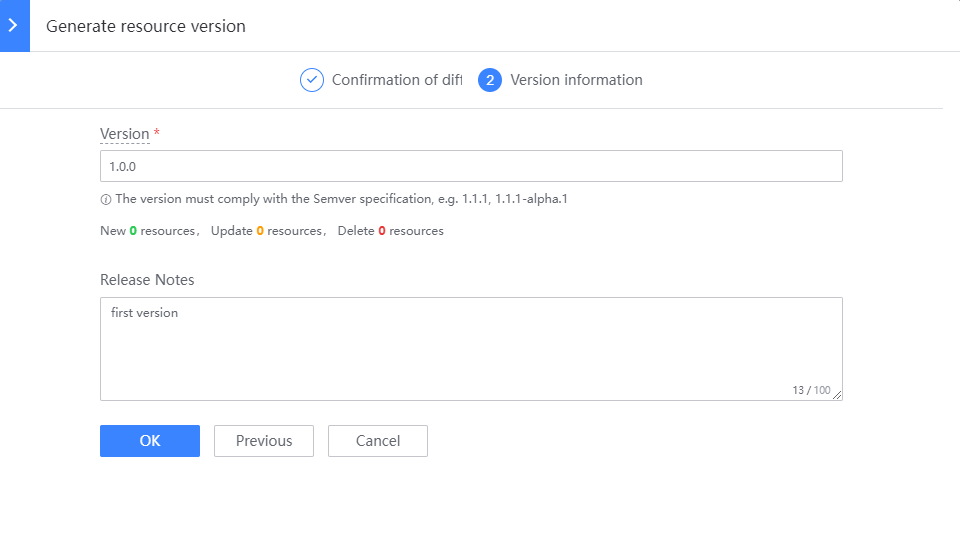 Generate resource version
Confirmation of diff
2 Version information
Version *
1.0.0
The version must comply with the Semver specification, e.g. 1.1.1, 1.1.1-alpha.1
New 0 resources, Update 0 resources, Delete 0 resources
Release Notes
first version
13 / 100
OK Previous Cancel